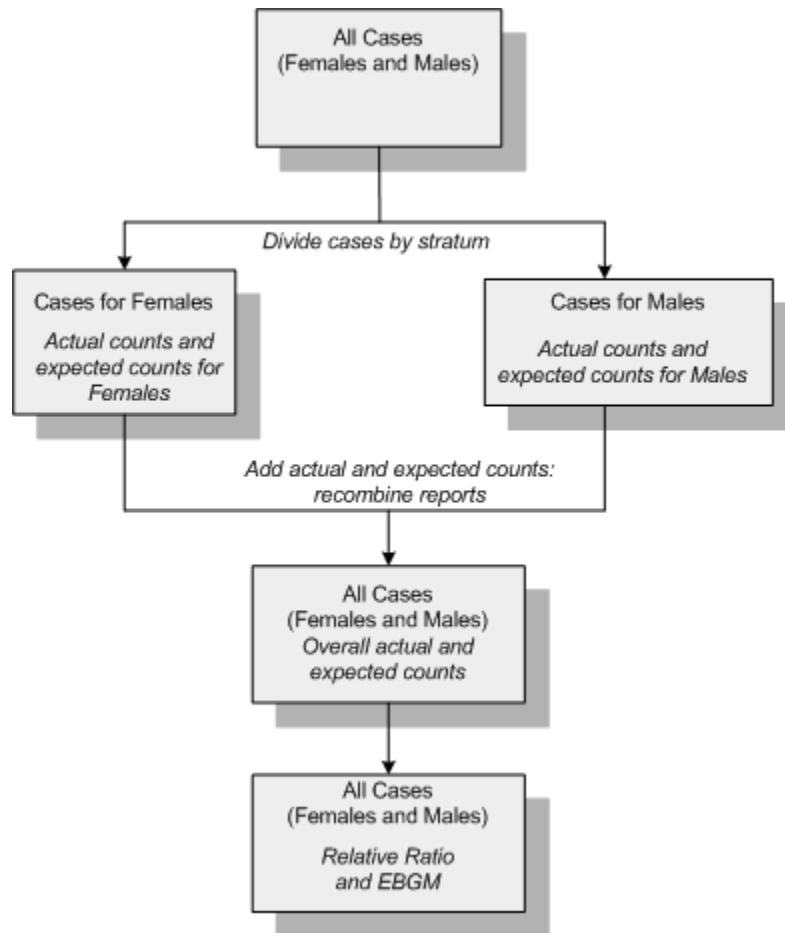 All Cases
(Females and Males)
Divide cases by stratum
Cases for Females
Actual counts and
expected counts for
Females
Cases for Males
Actual counts and
expected counts for Males
Add actual and expected counts:
recombine reports
All Cases
(Females and Males)
Overall actual and
expected counts
All Cases
(Females and Males)
Relative Ratio
and EBGM